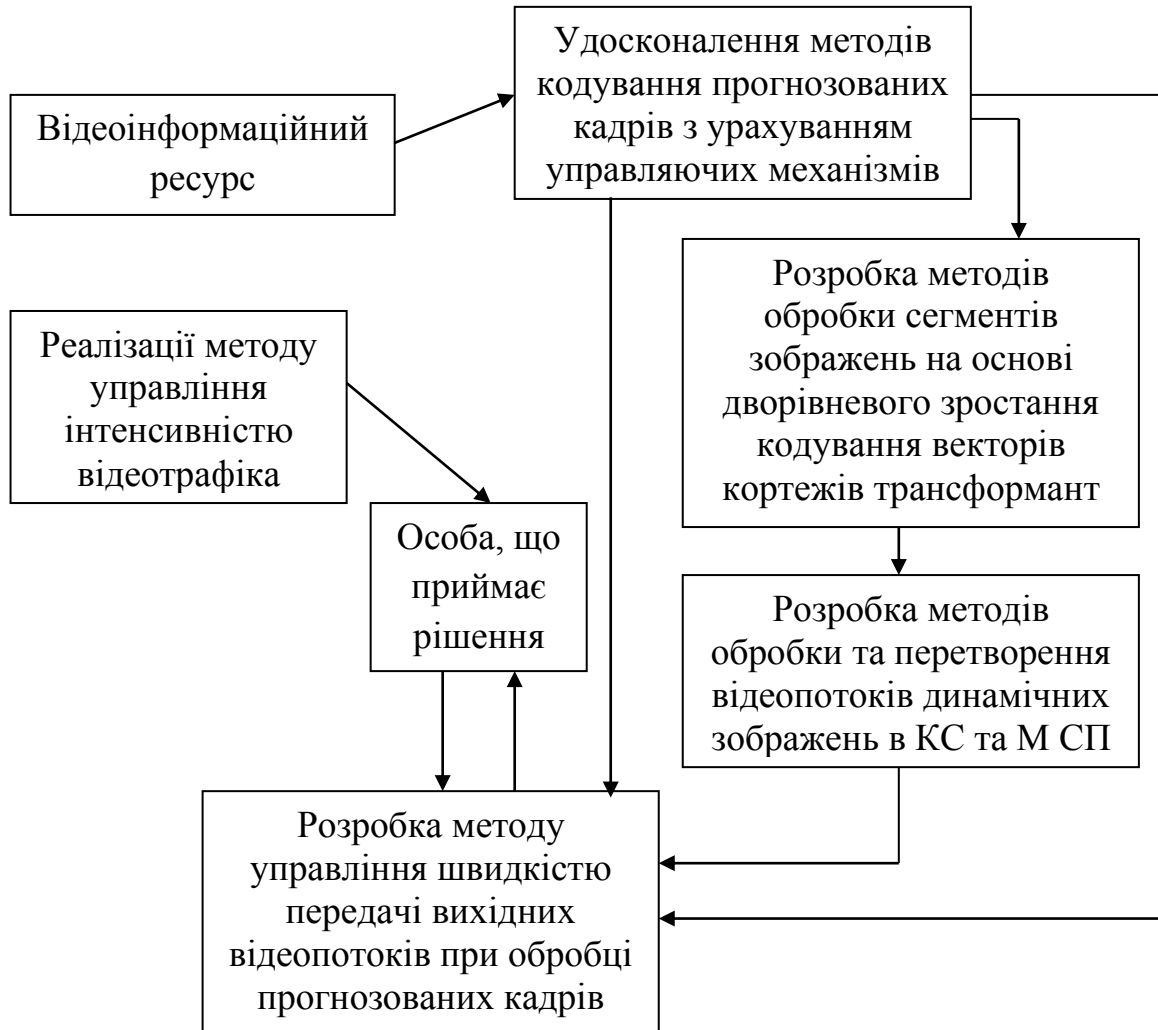 Удосконалення методів
кодування прогнозованих
кадрів з урахуванням
управляючих механізмів
Відеоінформаційний
ресурс
Розробка методів
обробки сегментів
зображень на основі
дворівневого зростання
кодування векторів
кортежів трансформант
Реалізації методу
управління
інтенсивністю
відеотрафіка
Особа, що
приймає
рішення
Розробка методів
обробки та перетворення
відеопотоків динамічних
зображень в КС та М СП
Розробка методу
управління швидкістю
передачі вихідних
відеопотоків при обробці
прогнозованих кадрів